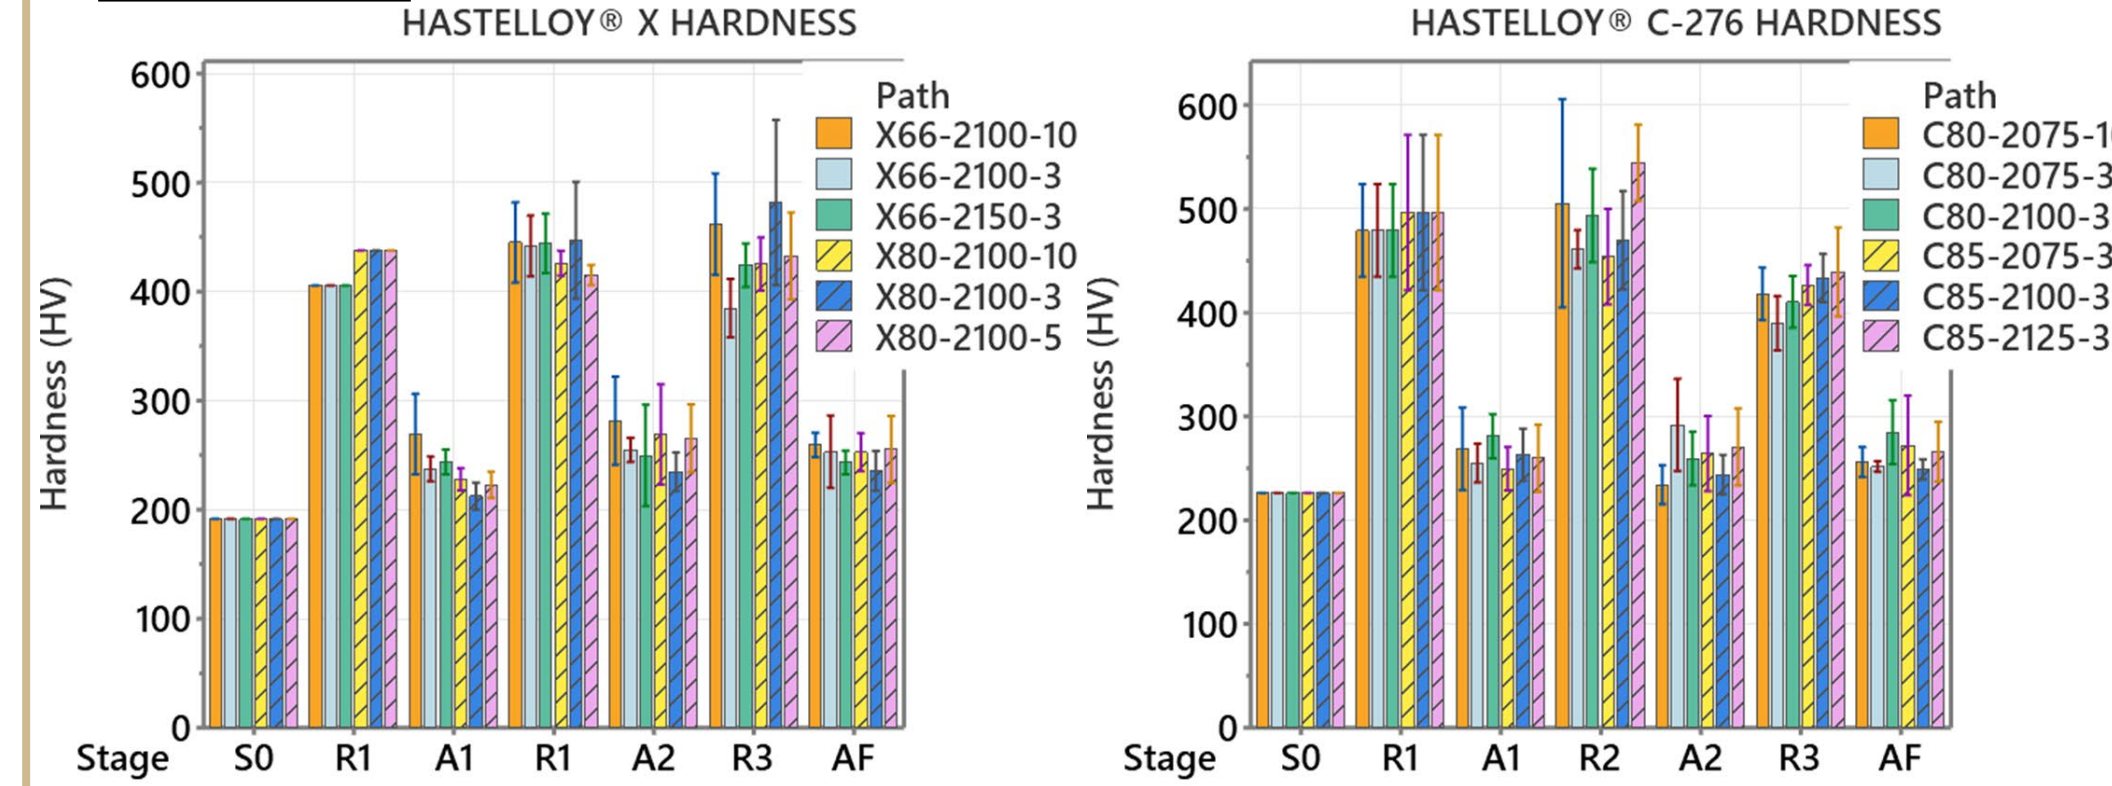 HASTELLOY® X HARDNESS
Hardness (HV)
600
500
400
300
200
100
0
Stage S0 R1 A1 R1 A2 R3 AF
Path
X66-2100-10
X66-2100-3
X66-2150-3
X80-2100-10
X80-2100-3
X80-2100-5
HASTELLOY® C-276 HARDNESS
Hardness (HV)
600
500
400
300
200
100
0
Stage S0 R1 A1 R2 A2 R3 AF
Path
C80-2075-1
C80-2075-3
C80-2100-3
C85-2075-3
C85-2100-3
C85-2125-3